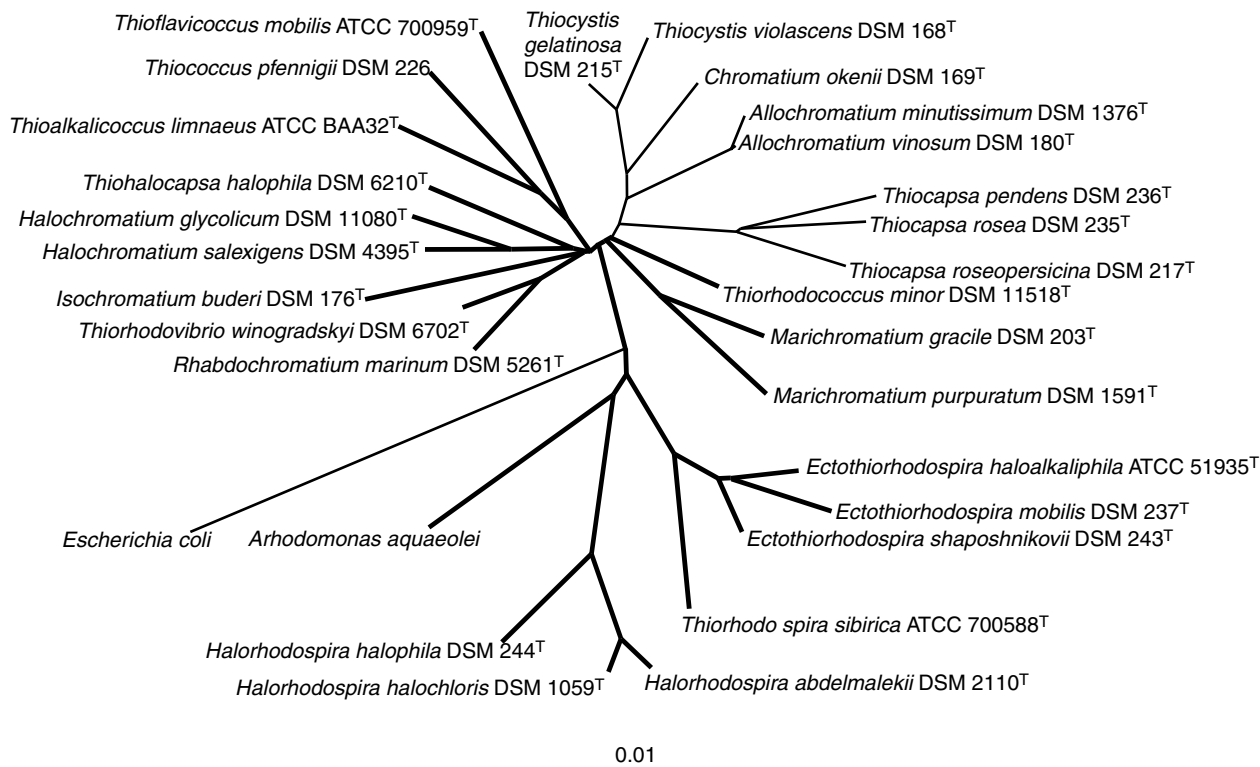 Thioflavicoccus mobilis ATCC 700959T
Thiocystis
gelatinosa
DSM 215T
Thiocystis violascens DSM 168T
Thiococcus pfennigii DSM 226
Chromatium okenii DSM 169T
Allochromatium minutissimum DSM 1376T
Thioalkalicoccus limnaeus ATCC BAA32T
Allochromatium vinosum DSM 180T
Thiohalocapsa halophila DSM 6210T
Thiocapsa pendens DSM 236T
Halochromatium glycolicum DSM 11080T
Thiocapsa rosea DSM 235T
Halochromatium salexigens DSM 4395T
Thiocapsa roseopersicina DSM 217T
Isochromatium buderi DSM 176T
Thiorhodococcus minor DSM 11518T
Thiorhodovibrio winogradskyi DSM 6702T
Marichromatium gracile DSM 203T
Rhabdochromatium marinum DSM 5261T
Marichromatium purpuratum DSM 1591T
Ectothiorhodospira haloalkaliphila ATCC 51935T
Ectothiorhodospira mobilis DSM 237T
Escherichia coli
Arhodomonas aquaeolei
Ectothiorhodospira shaposhnikovii DSM 243T
Thiorhodo spira sibirica ATCC 700588T
Halorhodospira halophila DSM 244T
Halorhodospira halochloris DSM 1059T
Halorhodospira abdelmalekii DSM 2110T
0.01